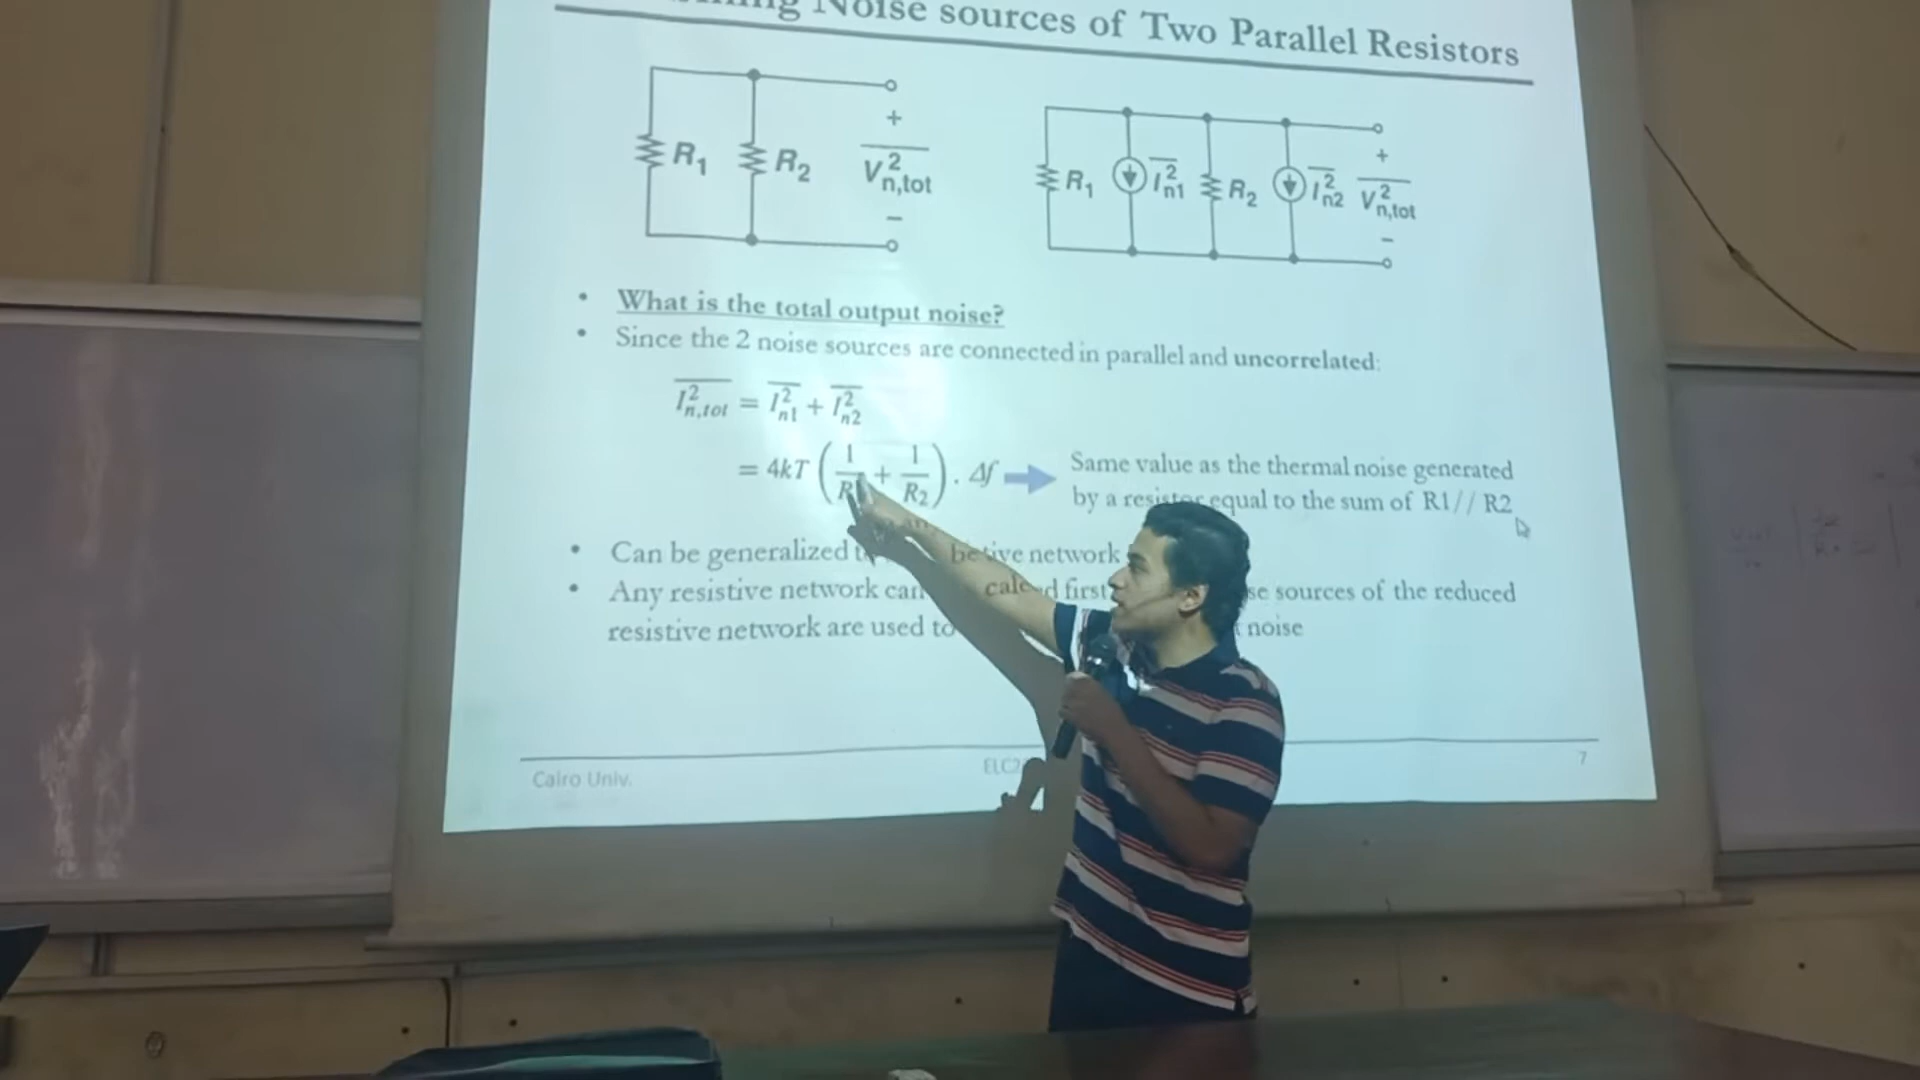 Noise sources of Two Parallel Resistors
R1 R2 + V²n,tot −
R1 I²n1 R2 I²n2 + V²n,tot −
• What is the total output noise?
• Since the 2 noise sources are connected in parallel and uncorrelated:
I²n,tot = I²n1 + I²n2
= 4kT (1/R + 1/R2) . Δf
Same value as the thermal noise generated
by a resistor equal to the sum of R1// R2
• Can be generalized network
• Any resistive network can first sources of the reduced
resistive network are used to noise
Cairo Univ. 7